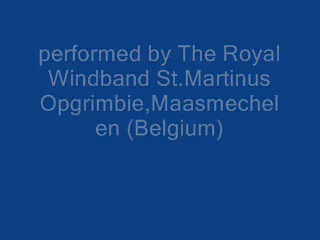 performed by The Royal
Windband St.Martinus
Opgrimbie,Maasmechel
en (Belgium)